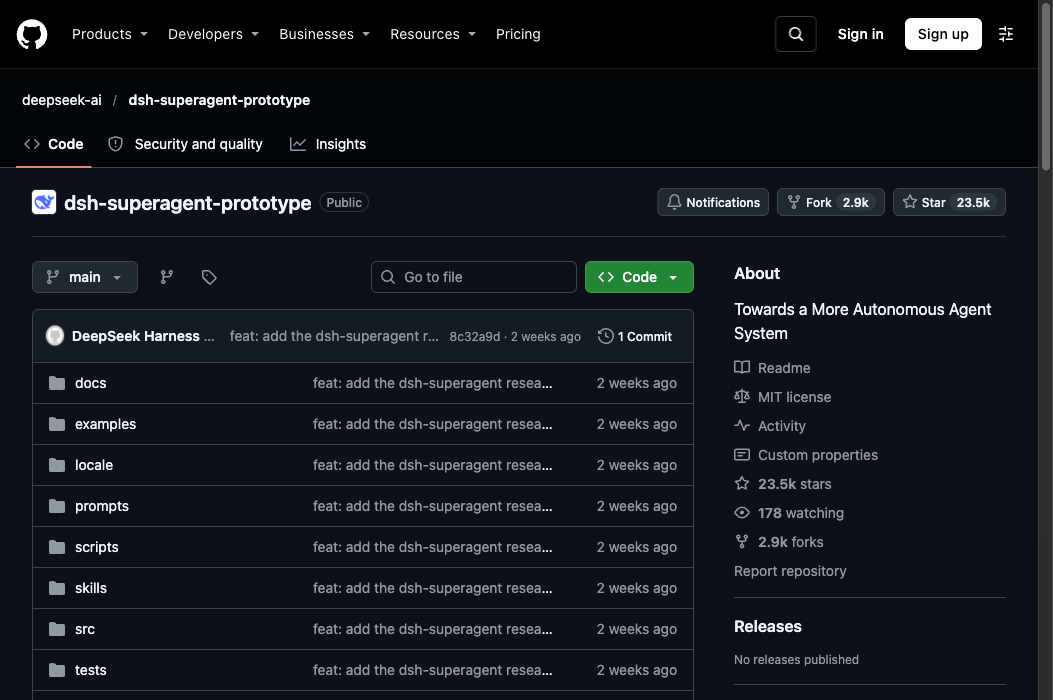 Products Developers Businesses Resources Pricing Sign in Sign up
deepseek-ai / dsh-superagent-prototype
Code Security and quality Insights
dsh-superagent-prototype Public Notifications Fork 2.9k Star 23.5k
main Go to file Code
DeepSeek Harness ... feat: add the dsh-superagent r... 8c32a9d · 2 weeks ago 1 Commit
docs feat: add the dsh-superagent resea... 2 weeks ago
examples feat: add the dsh-superagent resea... 2 weeks ago
locale feat: add the dsh-superagent resea... 2 weeks ago
prompts feat: add the dsh-superagent resea... 2 weeks ago
scripts feat: add the dsh-superagent resea... 2 weeks ago
skills feat: add the dsh-superagent resea... 2 weeks ago
src feat: add the dsh-superagent resea... 2 weeks ago
tests feat: add the dsh-superagent resea... 2 weeks ago
About
Towards a More Autonomous Agent
System
Readme
MIT license
Activity
Custom properties
23.5k stars
178 watching
2.9k forks
Report repository
Releases
No releases published